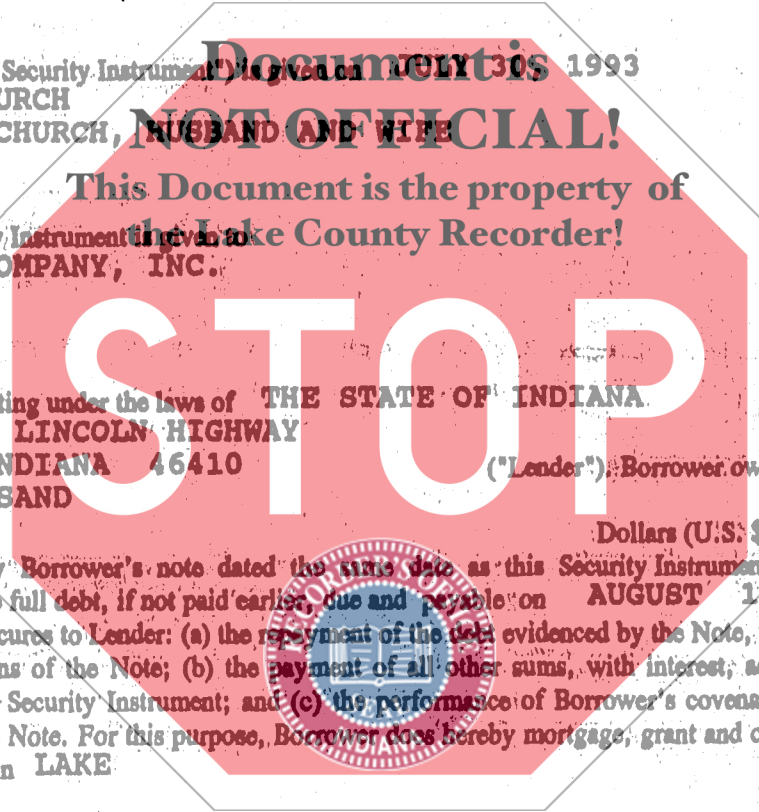 Document is
Security Instrument") is given on JULY 30, 1993
URCH
NOT OFFICIAL!
CHURCH, HUSBAND AND WIFE
This Document is the property of
the Lake County Recorder!
Instrument is given to
OMPANY, INC.
STOP
ting under the laws of THE STATE OF INDIANA
LINCOLN HIGHWAY
NDIANA 46410 ("Lender"). Borrower ow
SAND
Dollars (U.S. $
Borrower's note dated the same date as this Security Instrumen
full debt, if not paid earlier, due and payable on AUGUST 1
cures to Lender: (a) the repayment of the debt evidenced by the Note,
ns of the Note; (b) the payment of all other sums, with interest, a
Security Instrument; and (c) the performance of Borrower's covena
Note. For this purpose, Borrower does hereby mortgage, grant and c
n LAKE